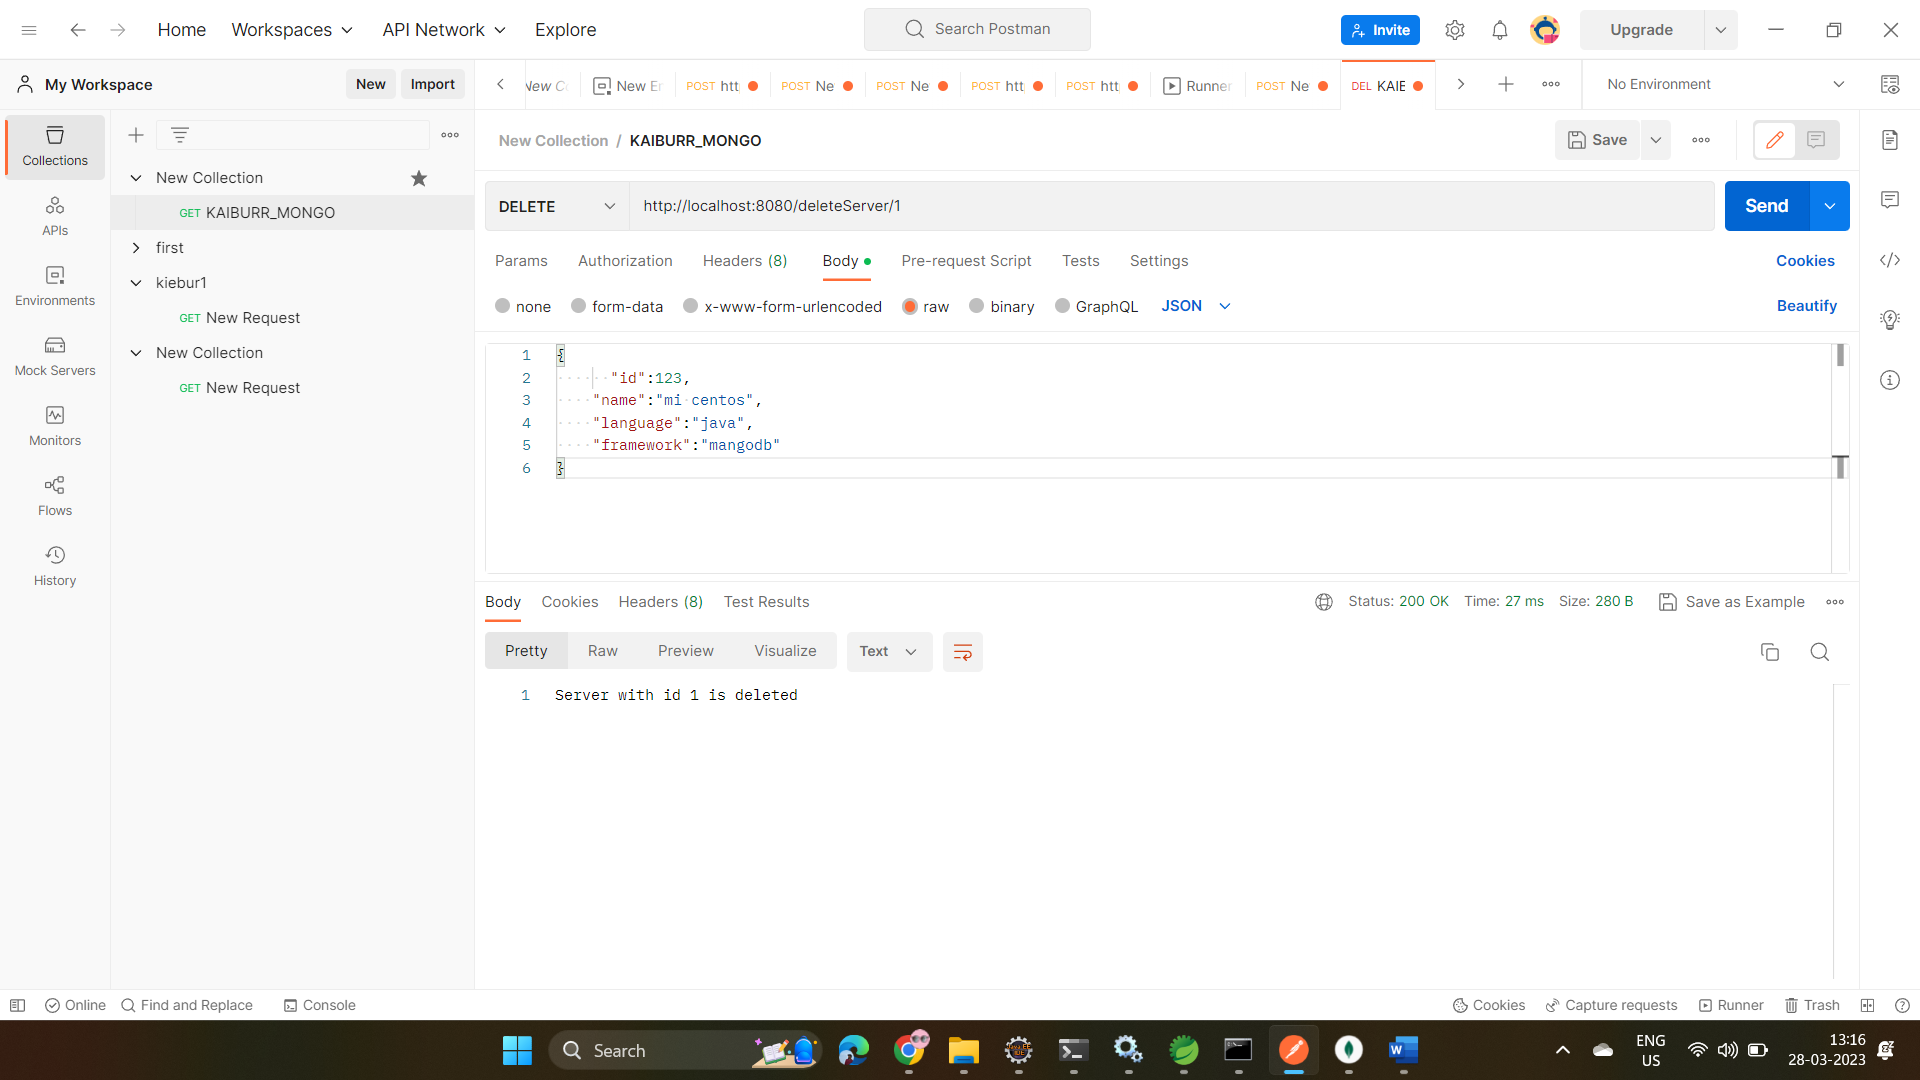 Home Workspaces API Network Explore Search Postman Invite Upgrade
My Workspace New Import New Co New En POST htt POST Ne POST Ne POST htt POST htt Runner POST Ne DEL KAIB No Environment
New Collection / KAIBURR_MONGO Save
Collections
APIs
Environments
Mock Servers
Monitors
Flows
History
New Collection
GET KAIBURR_MONGO
first
kiebur1
GET New Request
New Collection
GET New Request
DELETE http://localhost:8080/deleteServer/1 Send
Params Authorization Headers (8) Body Pre-request Script Tests Settings Cookies
none form-data x-www-form-urlencoded raw binary GraphQL JSON Beautify
1 {
2 "id":123,
3 "name":"mi centos",
4 "language":"java",
5 "framework":"mangodb"
6 }
Body Cookies Headers (8) Test Results Status: 200 OK Time: 27 ms Size: 280 B Save as Example
Pretty Raw Preview Visualize Text
1 Server with id 1 is deleted
Online Find and Replace Console Cookies Capture requests Runner Trash
Search ENG 13:16
US 28-03-2023